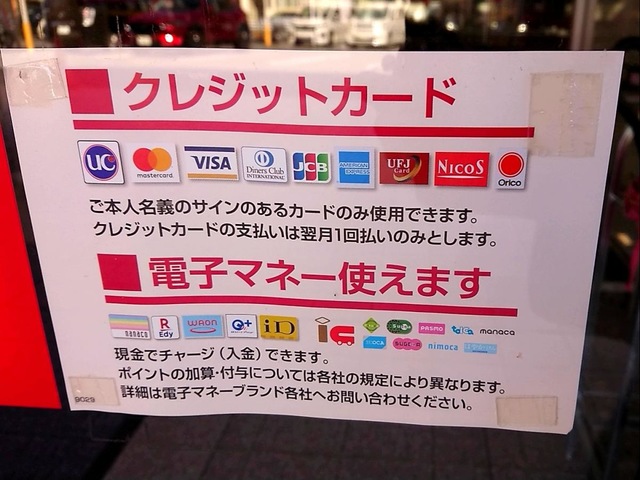 ■クレジットカード
UC mastercard. VISA Diners Club INTERNATIONAL JCB AMERICAN EXPRESS UFJ Card NICOS Orico
ご本人名義のサインのあるカードのみ使用できます。
クレジットカードの支払いは翌月1回払いのみとします。
■電子マネー使えます
nanaco R Edy WAON iD PASMO toica manaca
ICOCA SUGOCA nimoca
現金でチャージ(入金)できます。
ポイントの加算・付与については各社の規定により異なります。
詳細は電子マネーブランド各社へお問い合わせください。
9029